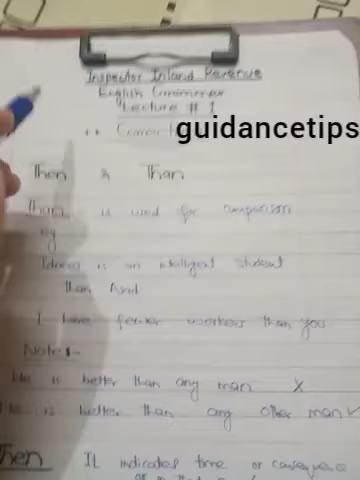 Inspector Inland Revenue
English Grammar
Lecture # 1
guidancetips
Then & Than
Than is used for comparison
eg
is an intelligent student
than
I have fewer workers than you
Note:-
He is better than any man X
He is better than any other man ✓
Then It indicates time or consequence